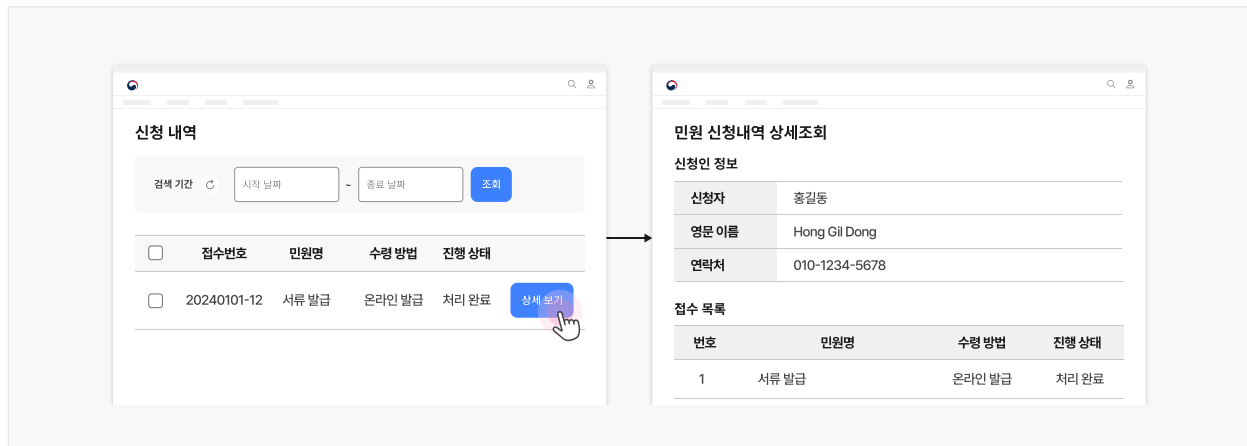 신청 내역
검색 기간 시작 날짜 ~ 종료 날짜 조회
접수번호 민원명 수령 방법 진행 상태
20240101-12 서류 발급 온라인 발급 처리 완료 상세 보기
민원 신청내역 상세조회
신청인 정보
신청자 홍길동
영문 이름 Hong Gil Dong
연락처 010-1234-5678
접수 목록
번호 민원명 수령 방법 진행 상태
1 서류 발급 온라인 발급 처리 완료